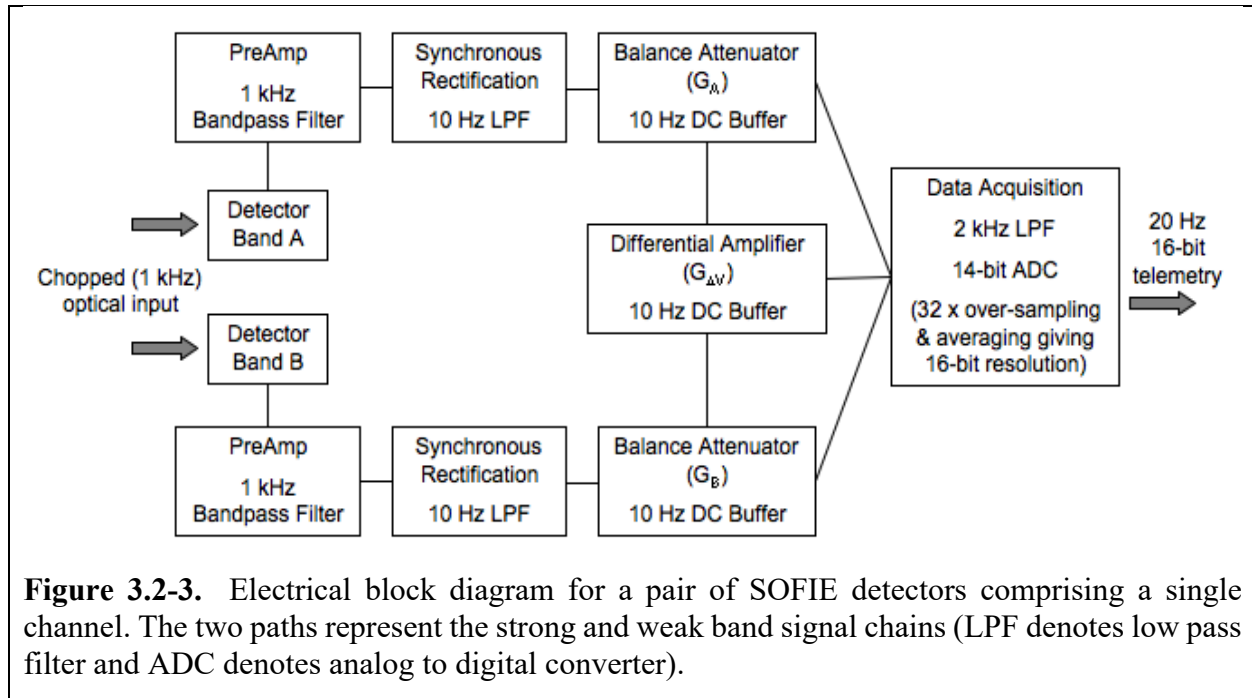 PreAmp
1 kHz
Bandpass Filter
Synchronous
Rectification
10 Hz LPF
Balance Attenuator
(G_A)
10 Hz DC Buffer
Detector
Band A
Chopped (1 kHz)
optical input
Detector
Band B
Differential Amplifier
(G_ΔV)
10 Hz DC Buffer
Data Acquisition
2 kHz LPF
14-bit ADC
(32 x over-sampling
& averaging giving
16-bit resolution)
20 Hz
16-bit
telemetry
PreAmp
1 kHz
Bandpass Filter
Synchronous
Rectification
10 Hz LPF
Balance Attenuator
(G_B)
10 Hz DC Buffer
Figure 3.2-3. Electrical block diagram for a pair of SOFIE detectors comprising a single
channel. The two paths represent the strong and weak band signal chains (LPF denotes low pass
filter and ADC denotes analog to digital converter).